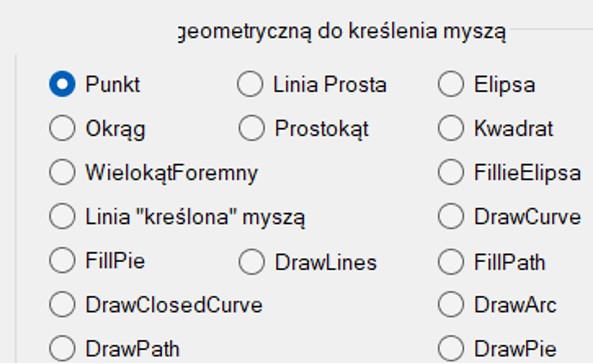 geometryczną do kreślenia myszą
Punkt Linia Prosta Elipsa
Okrąg Prostokąt Kwadrat
WielokątForemny FillieElipsa
Linia "kreślona" myszą DrawCurve
FillPie DrawLines FillPath
DrawClosedCurve DrawArc
DrawPath DrawPie